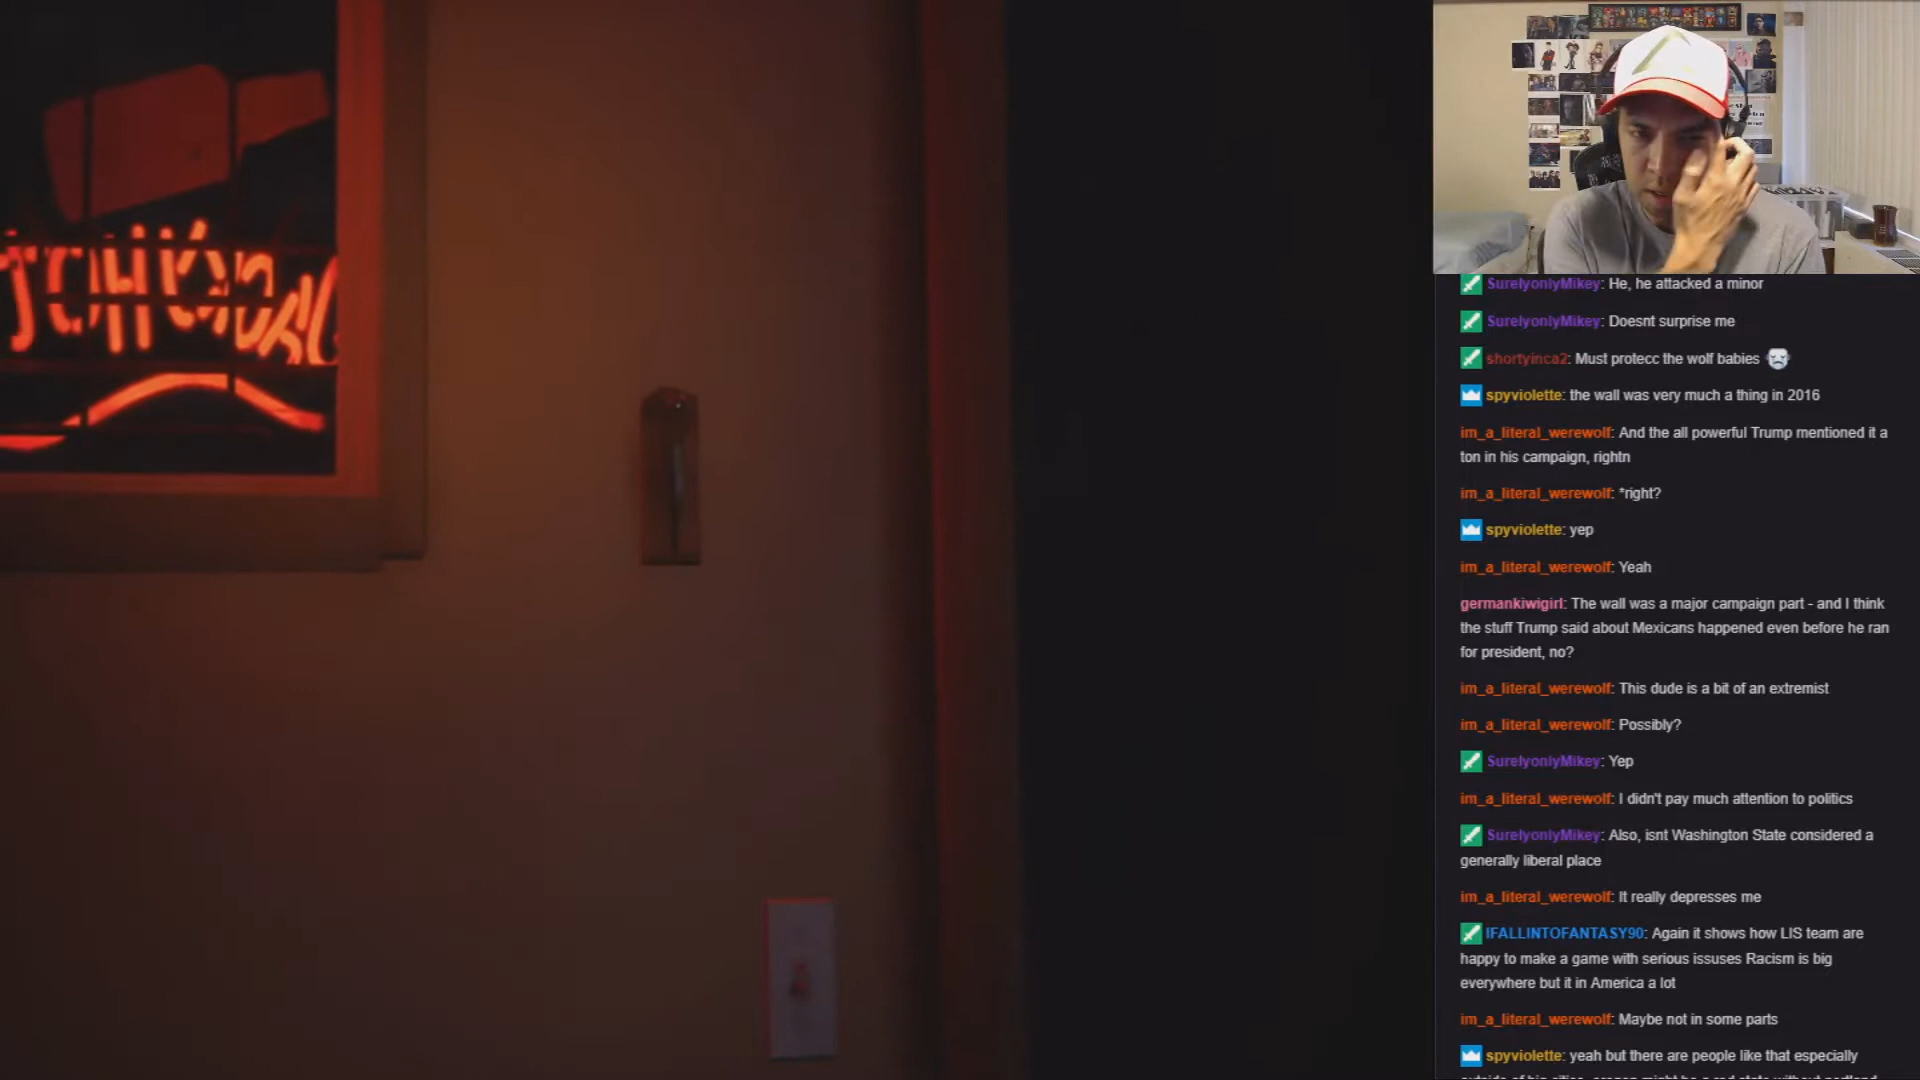 SurelyonlyMikey: He, he attacked a minor
SurelyonlyMikey: Doesnt surprise me
shortyinca2: Must protecc the wolf babies
spyviolette: the wall was very much a thing in 2016
im_a_literal_werewolf: And the all powerful Trump mentioned it a
ton in his campaign, rightn
im_a_literal_werewolf: *right?
spyviolette: yep
im_a_literal_werewolf: Yeah
germankiwigirl: The wall was a major campaign part - and I think
the stuff Trump said about Mexicans happened even before he ran
for president, no?
im_a_literal_werewolf: This dude is a bit of an extremist
im_a_literal_werewolf: Possibly?
SurelyonlyMikey: Yep
im_a_literal_werewolf: I didn't pay much attention to politics
SurelyonlyMikey: Also, isnt Washington State considered a
generally liberal place
im_a_literal_werewolf: It really depresses me
IFALLINTOFANTASY90: Again it shows how LIS team are
happy to make a game with serious issuses Racism is big
everywhere but it in America a lot
im_a_literal_werewolf: Maybe not in some parts
spyviolette: yeah but there are people like that especially